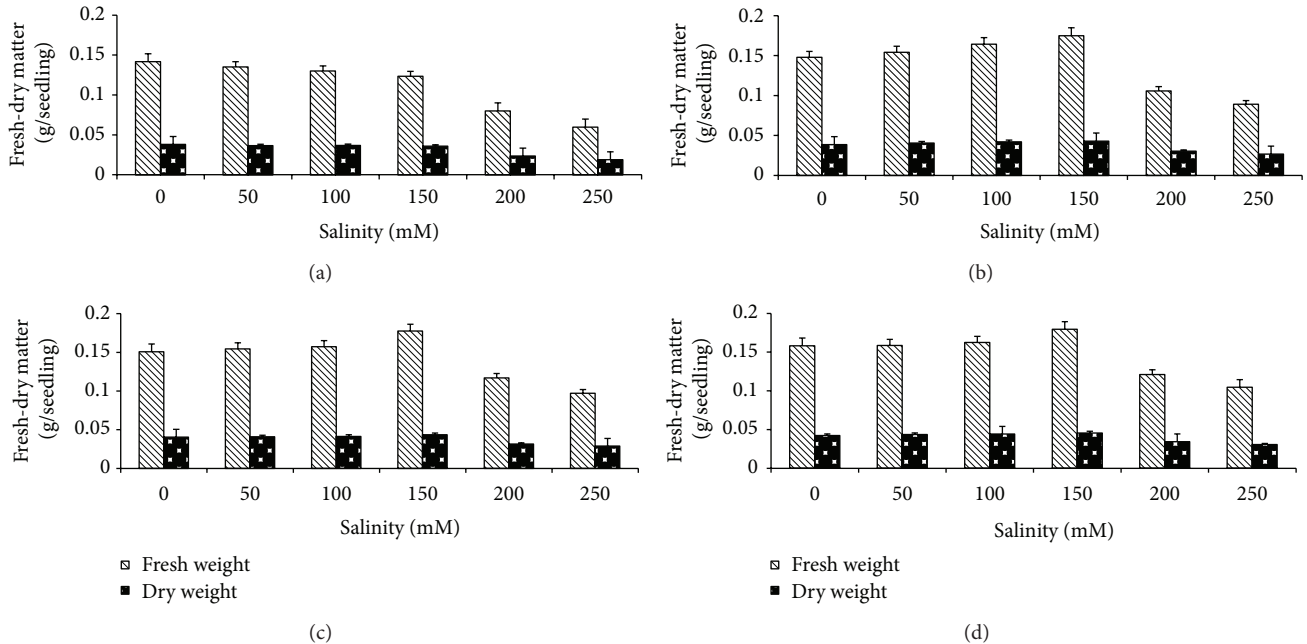 0.2
0.15
0.1
0.05
0
Fresh-dry matter
(g/seedling)
0 50 100 150 200 250
Salinity (mM)
(a)
0.2
0.15
0.1
0.05
0
Fresh-dry matter
(g/seedling)
0 50 100 150 200 250
Salinity (mM)
(b)
0.2
0.15
0.1
0.05
0
Fresh-dry matter
(g/seedling)
0 50 100 150 200 250
Salinity (mM)
Fresh weight
Dry weight
(c)
0.2
0.15
0.1
0.05
0
Fresh-dry matter
(g/seedling)
0 50 100 150 200 250
Salinity (mM)
Fresh weight
Dry weight
(d)